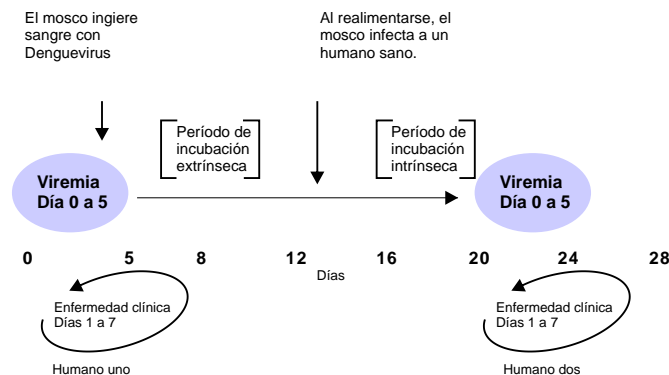 El mosco ingiere
sangre con
Denguevirus
Al realimentarse, el
mosco infecta a un
humano sano.
Período de
incubación
extrínseca
Período de
incubación
intrínseca
Viremia
Día 0 a 5
Viremia
Día 0 a 5
0 5 8 12 16 20 24 28
Días
Enfermedad clínica
Días 1 a 7
Enfermedad clínica
Días 1 a 7
Humano uno
Humano dos